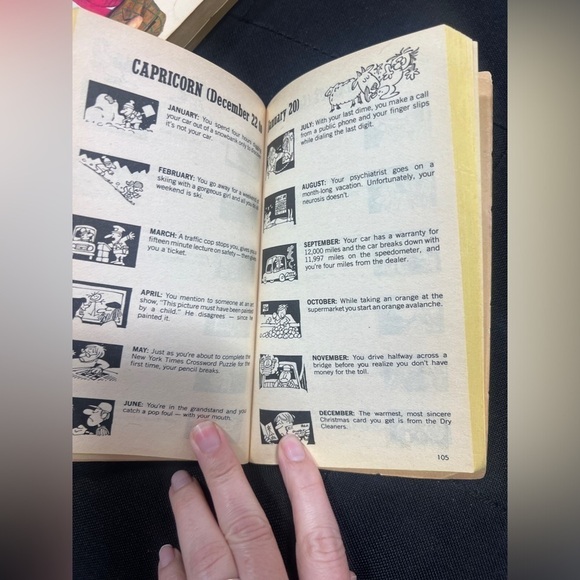 CAPRICORN (December 22 to January 20)
JANUARY: You spend four hours digging
your car out of a snowbank only to discover
it's not your car.
FEBRUARY: You go away for a weekend of
skiing with a gorgeous girl and all you do
weekend is ski.
MARCH: A traffic cop stops you, gives you
fifteen minute lecture on safety — then gives
you a ticket.
APRIL: You mention to someone at an art
show, "This picture must have been painted
by a child." He disagrees — since he
painted it.
MAY: Just as you're about to complete the
New York Times Crossword Puzzle for the
first time, your pencil breaks.
JUNE: You're in the grandstand and you
catch a pop foul — with your mouth.
JULY: With your last dime, you make a call
from a public phone and your finger slips
while dialing the last digit.
AUGUST: Your psychiatrist goes on a
month-long vacation. Unfortunately, your
neurosis doesn't.
SEPTEMBER: Your car has a warranty for
12,000 miles and the car breaks down with
11,997 miles on the speedometer, and
you're four miles from the dealer.
OCTOBER: While taking an orange at the
supermarket you start an orange avalanche.
NOVEMBER: You drive halfway across a
bridge before you realize you don't have
money for the toll.
DECEMBER: The warmest, most sincere
Christmas card you get is from the Dry
Cleaners.
105